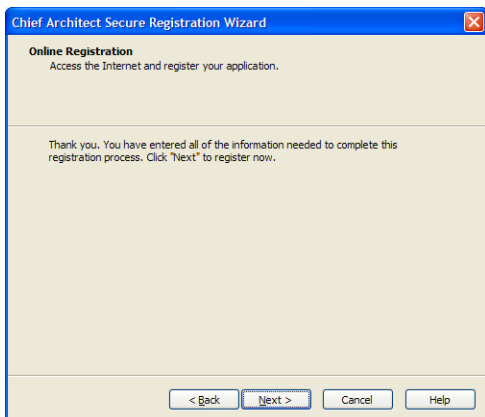 Chief Architect Secure Registration Wizard
Online Registration
Access the Internet and register your application.
Thank you. You have entered all of the information needed to complete this
registration process. Click "Next" to register now.
< Back
Next >
Cancel
Help